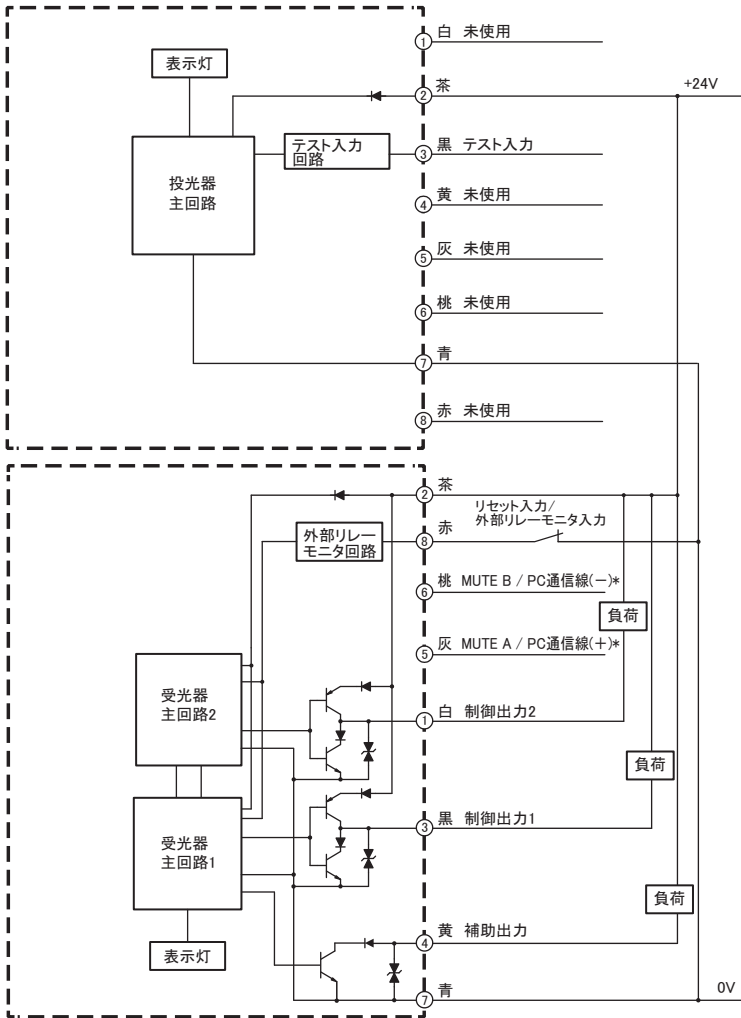 ① 白 未使用
表示灯
② 茶
+24V
テスト入力
回路
③ 黒 テスト入力
投光器
主回路
④ 黄 未使用
⑤ 灰 未使用
⑥ 桃 未使用
⑦ 青
⑧ 赤 未使用
② 茶
リセット入力/
外部リレーモニタ入力
外部リレー
モニタ回路
⑧ 赤
⑥ 桃 MUTE B / PC通信線(－)*
負荷
⑤ 灰 MUTE A / PC通信線(＋)*
受光器
主回路2
① 白 制御出力2
負荷
受光器
主回路1
③ 黒 制御出力1
負荷
表示灯
④ 黄 補助出力
⑦ 青
0V